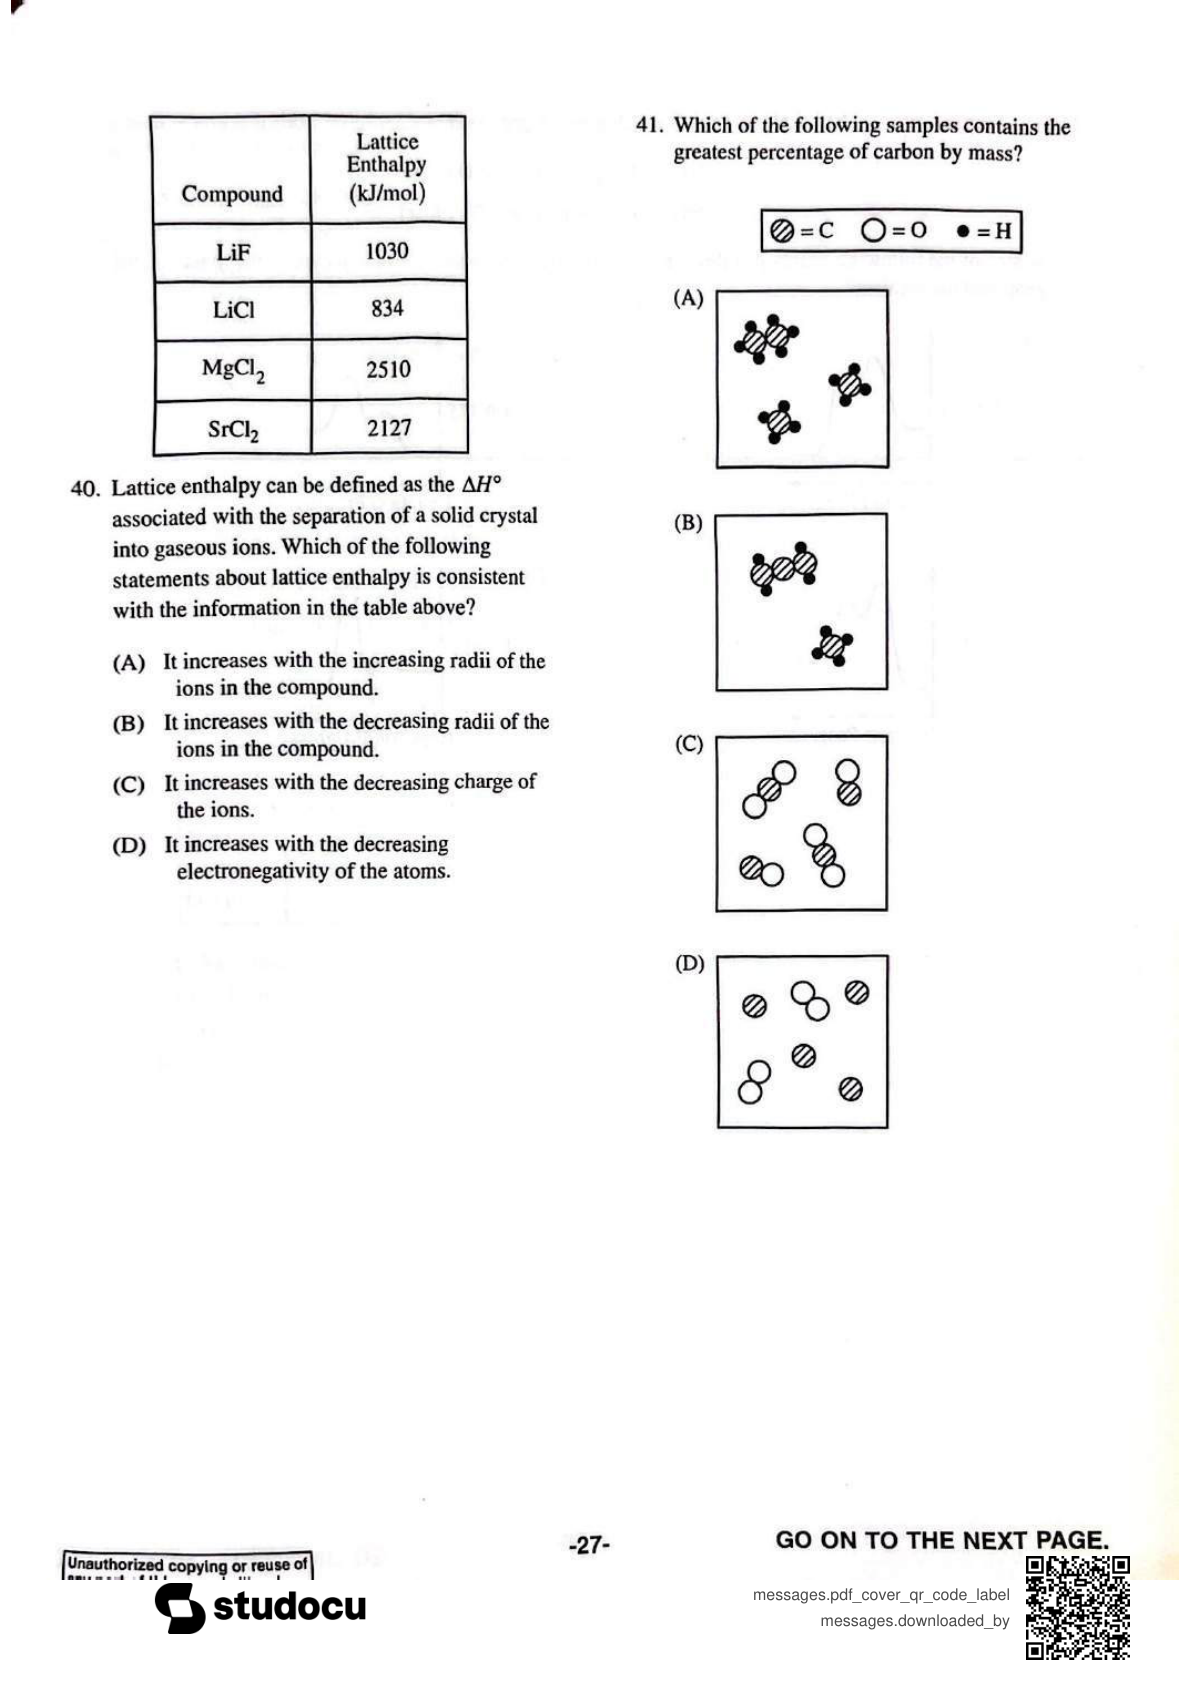 Compound
Lattice
Enthalpy
(kJ/mol)
LiF 1030
LiCl 834
MgCl₂ 2510
SrCl₂ 2127
40. Lattice enthalpy can be defined as the ΔH°
associated with the separation of a solid crystal
into gaseous ions. Which of the following
statements about lattice enthalpy is consistent
with the information in the table above?
(A) It increases with the increasing radii of the
ions in the compound.
(B) It increases with the decreasing radii of the
ions in the compound.
(C) It increases with the decreasing charge of
the ions.
(D) It increases with the decreasing
electronegativity of the atoms.
41. Which of the following samples contains the
greatest percentage of carbon by mass?
= C = O = H
(A)
(B)
(C)
(D)
Unauthorized copying or reuse of
-27-
GO ON TO THE NEXT PAGE.
studocu
messages.pdf_cover_qr_code_label
messages.downloaded_by